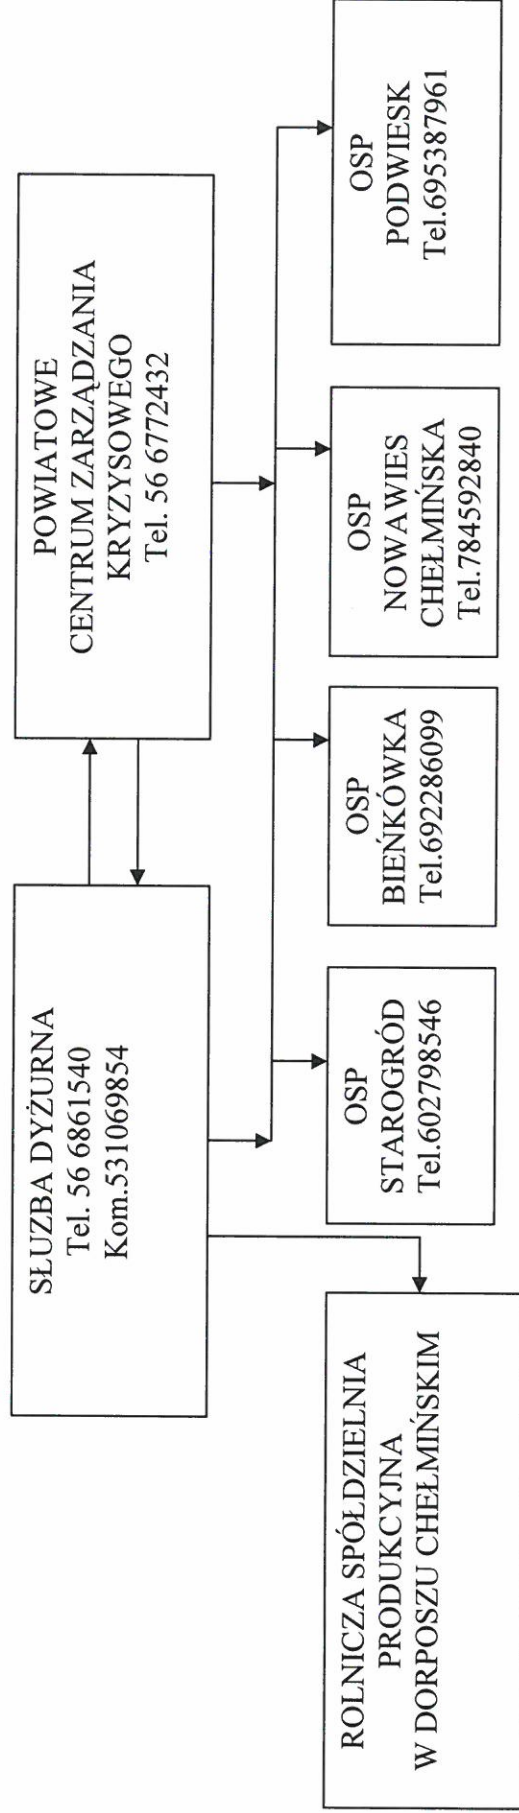 SŁUZBA DYŻURNA
Tel. 56 6861540
Kom.531069854
POWIATOWE
CENTRUM ZARZĄDZANIA
KRYZYSOWEGO
Tel. 56 6772432
ROLNICZA SPÓŁDZIELNIA
PRODUKCYJNA
W DORPOSZU CHEŁMIŃSKIM
OSP
STAROGRÓD
Tel.602798546
OSP
BIEŃKÓWKA
Tel.692286099
OSP
NOWAWIES
CHEŁMIŃSKA
Tel.784592840
OSP
PODWIESK
Tel.695387961